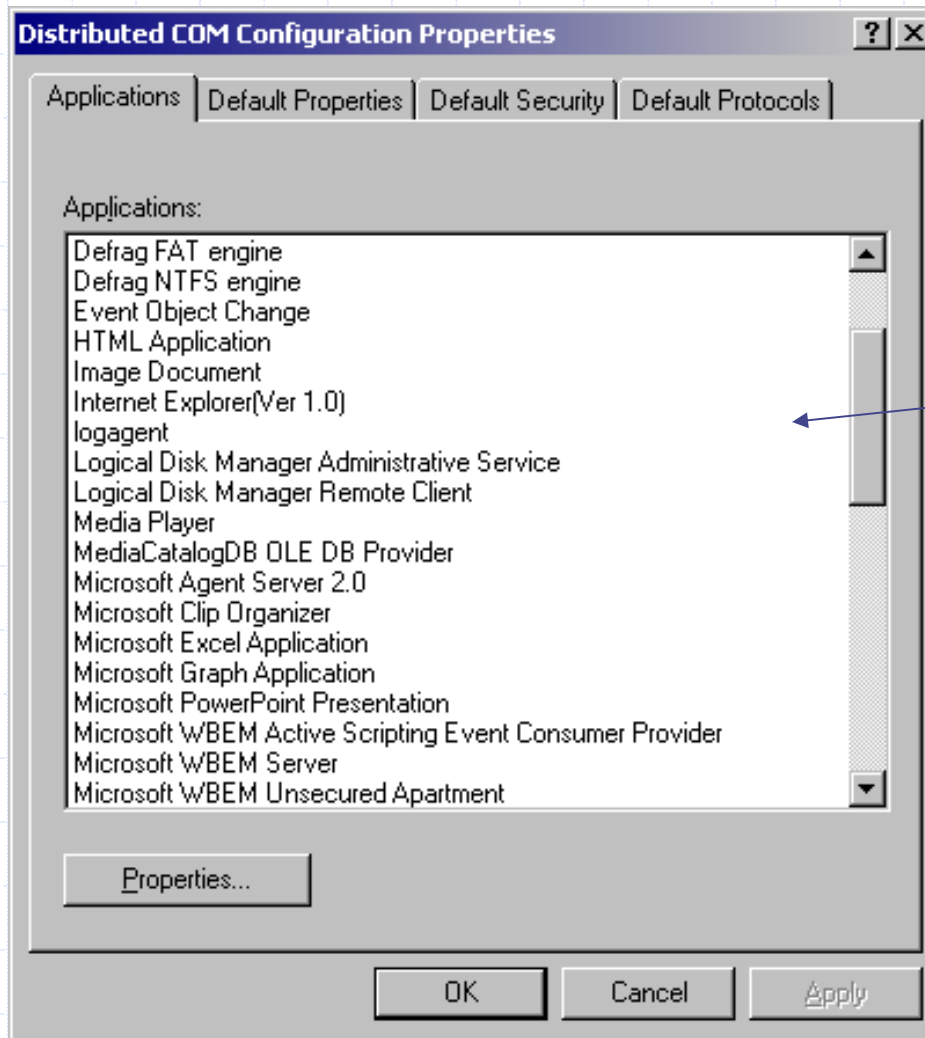 Distributed COM Configuration Properties
Applications
Default Properties
Default Security
Default Protocols
Applications:
Defrag FAT engine
Defrag NTFS engine
Event Object Change
HTML Application
Image Document
Internet Explorer(Ver 1.0)
logagent
Logical Disk Manager Administrative Service
Logical Disk Manager Remote Client
Media Player
MediaCatalogDB OLE DB Provider
Microsoft Agent Server 2.0
Microsoft Clip Organizer
Microsoft Excel Application
Microsoft Graph Application
Microsoft PowerPoint Presentation
Microsoft WBEM Active Scripting Event Consumer Provider
Microsoft WBEM Server
Microsoft WBEM Unsecured Apartment
Properties...
OK
Cancel
Apply